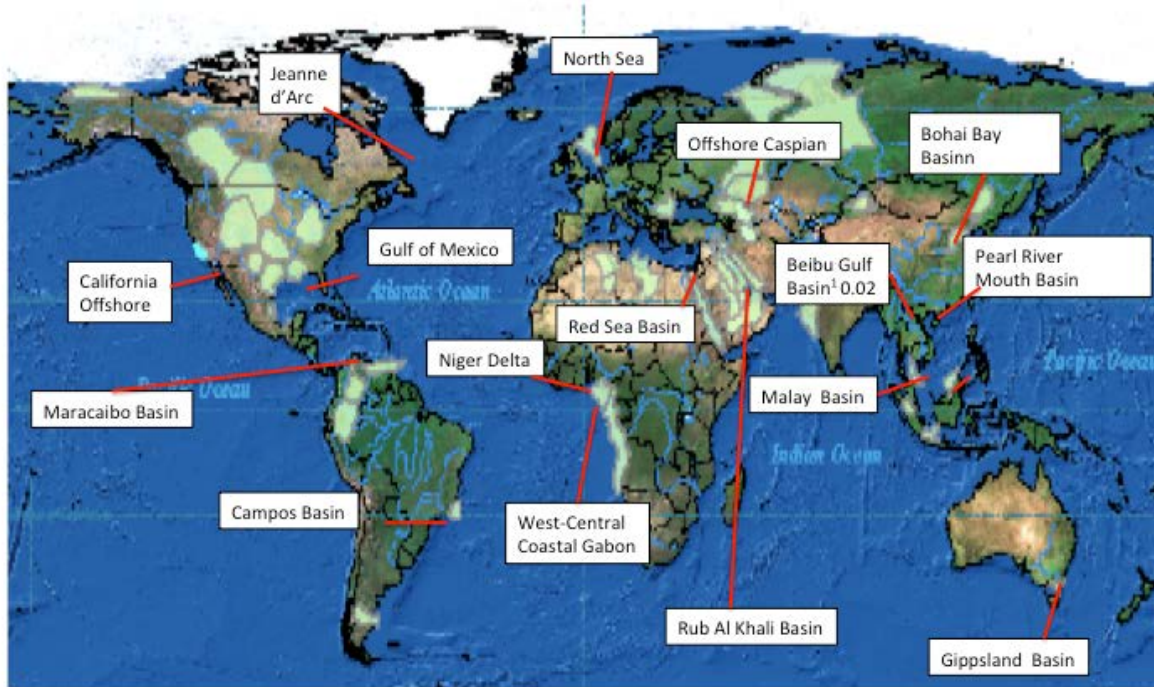 North Sea
Jeanne
d'Arc
Offshore Caspian
Bohai Bay
Basinn
Gulf of Mexico
California
Offshore
Atlantic Ocean
Beibu Gulf
Basin¹ 0.02
Pearl River
Mouth Basin
Red Sea Basin
Niger Delta
Pacific Ocean
Pacific Ocean
Maracaibo Basin
Malay Basin
Indian Ocean
Campos Basin
West-Central
Coastal Gabon
Rub Al Khali Basin
Gippsland Basin